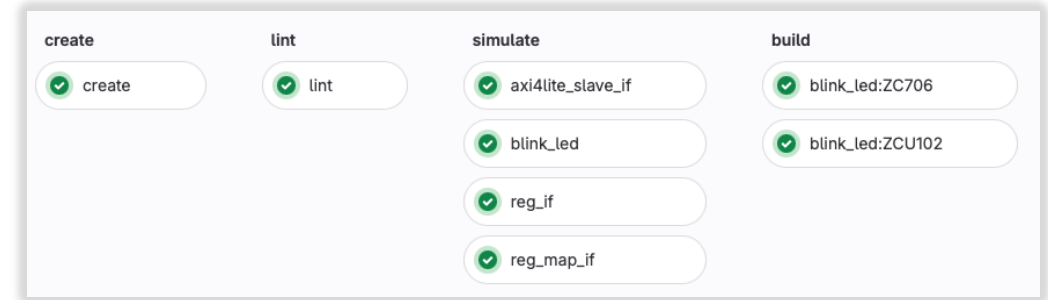 create
create
lint
lint
simulate
axi4lite_slave_if
blink_led
reg_if
reg_map_if
build
blink_led:ZC706
blink_led:ZCU102